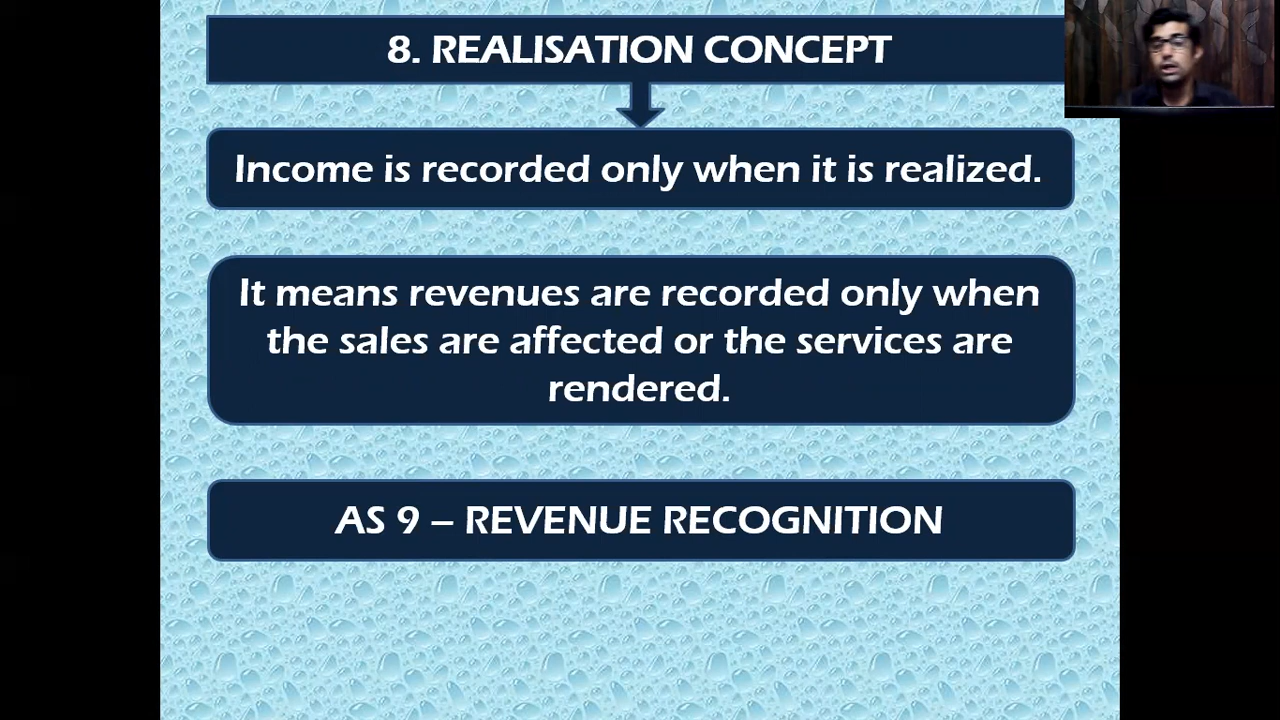 8. REALISATION CONCEPT
Income is recorded only when it is realized.
It means revenues are recorded only when
the sales are affected or the services are
rendered.
AS 9 – REVENUE RECOGNITION